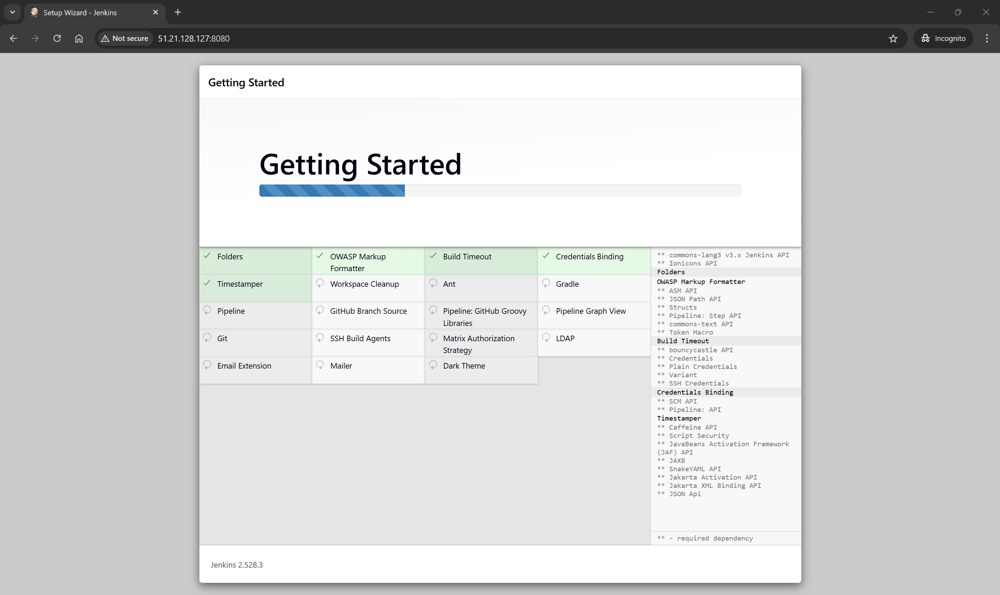 Setup Wizard - Jenkins
Not secure
51.21.128.127:8080
Incognito
Getting Started
Getting Started
Folders
OWASP Markup
Formatter
Build Timeout
Credentials Binding
Timestamper
Workspace Cleanup
Ant
Gradle
Pipeline
GitHub Branch Source
Pipeline: GitHub Groovy
Libraries
Pipeline Graph View
Git
SSH Build Agents
Matrix Authorization
Strategy
LDAP
Email Extension
Mailer
Dark Theme
** commons-lang3 v3.x Jenkins API
** Ionicons API
Folders
OWASP Markup Formatter
** ASM API
** JSON Path API
** Structs
** Pipeline: Step API
** commons-text API
** Token Macro
Build Timeout
** bouncycastle API
** Credentials
** Plain Credentials
** Variant
** SSH Credentials
Credentials Binding
** SCM API
** Pipeline: API
Timestamper
** Caffeine API
** Script Security
** JavaBeans Activation Framework
(JAF) API
** JAXB
** SnakeYAML API
** Jakarta Activation API
** Jakarta XML Binding API
** JSON Api
** - required dependency
Jenkins 2.528.3